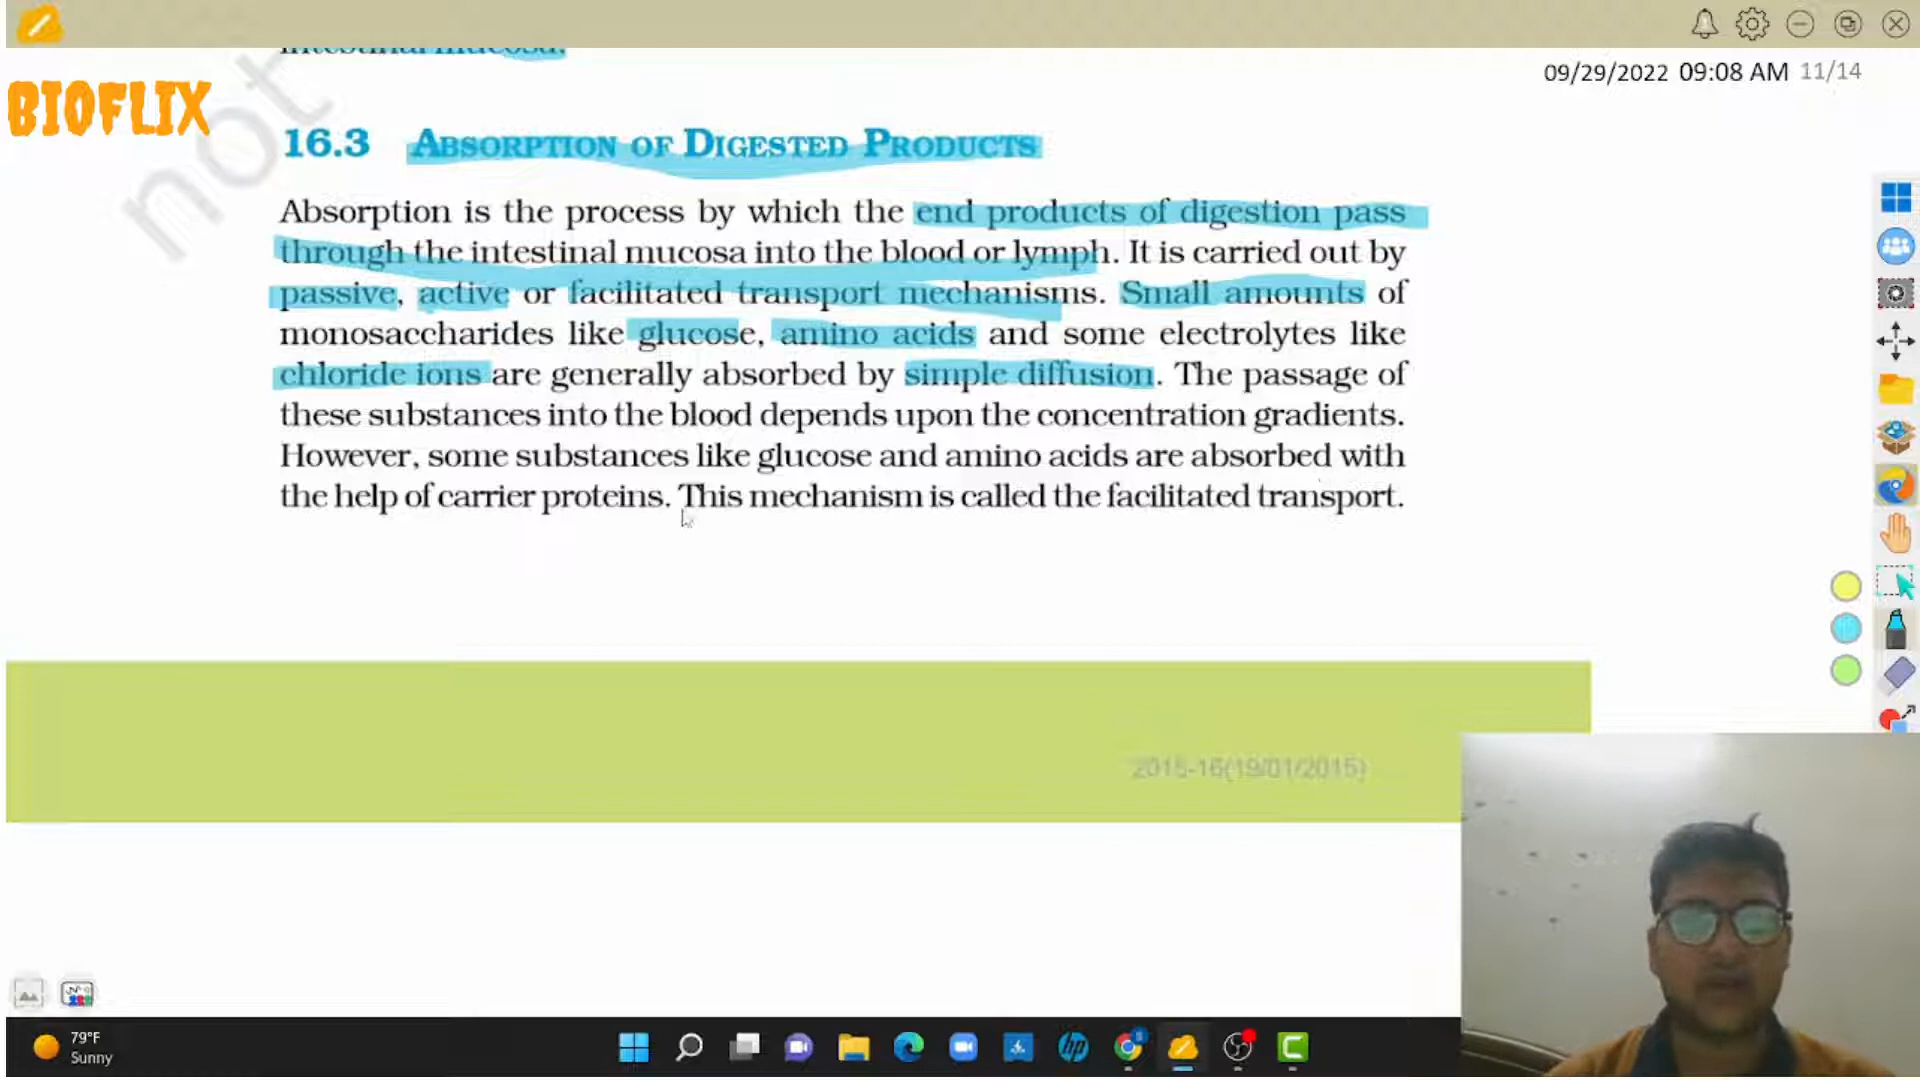 intestinal mucosa.
09/29/2022 09:08 AM 11/14
BIOFLIX
not
16.3 ABSORPTION OF DIGESTED PRODUCTS
Absorption is the process by which the end products of digestion pass
through the intestinal mucosa into the blood or lymph. It is carried out by
passive, active or facilitated transport mechanisms. Small amounts of
monosaccharides like glucose, amino acids and some electrolytes like
chloride ions are generally absorbed by simple diffusion. The passage of
these substances into the blood depends upon the concentration gradients.
However, some substances like glucose and amino acids are absorbed with
the help of carrier proteins. This mechanism is called the facilitated transport.
2015-16(19/01/2015)
79°F
Sunny